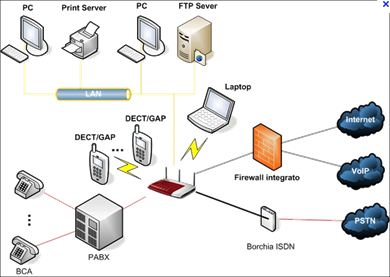 PC
Print Server
PC
FTP Sever
LAN
Laptop
DECT/GAP
...
DECT/GAP
Internet
Firewall integrato
VoIP
PSTN
Borchia ISDN
PABX
BCA